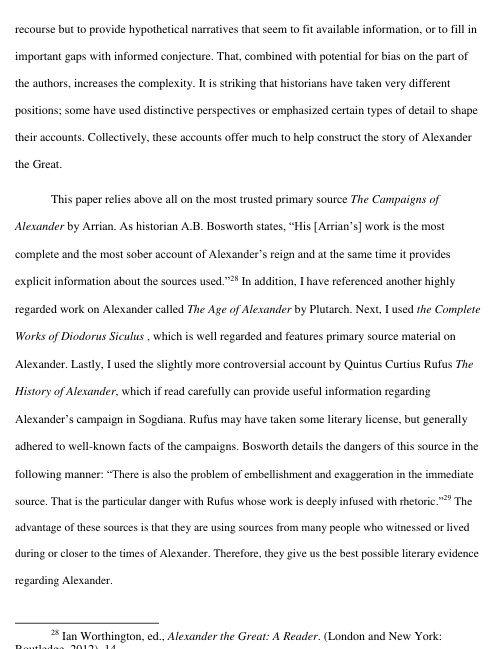 recourse but to provide hypothetical narratives that seem to fit available information, or to fill in
important gaps with informed conjecture. That, combined with potential for bias on the part of
the authors, increases the complexity. It is striking that historians have taken very different
positions; some have used distinctive perspectives or emphasized certain types of detail to shape
their accounts. Collectively, these accounts offer much to help construct the story of Alexander
the Great.
This paper relies above all on the most trusted primary source The Campaigns of
Alexander by Arrian. As historian A.B. Bosworth states, “His [Arrian’s] work is the most
complete and the most sober account of Alexander’s reign and at the same time it provides
explicit information about the sources used.”28 In addition, I have referenced another highly
regarded work on Alexander called The Age of Alexander by Plutarch. Next, I used the Complete
Works of Diodorus Siculus , which is well regarded and features primary source material on
Alexander. Lastly, I used the slightly more controversial account by Quintus Curtius Rufus The
History of Alexander, which if read carefully can provide useful information regarding
Alexander’s campaign in Sogdiana. Rufus may have taken some literary license, but generally
adhered to well-known facts of the campaigns. Bosworth details the dangers of this source in the
following manner: “There is also the problem of embellishment and exaggeration in the immediate
source. That is the particular danger with Rufus whose work is deeply infused with rhetoric.”29 The
advantage of these sources is that they are using sources from many people who witnessed or lived
during or closer to the times of Alexander. Therefore, they give us the best possible literary evidence
regarding Alexander.
28 Ian Worthington, ed., Alexander the Great: A Reader. (London and New York:
Routledge, 2012), 14